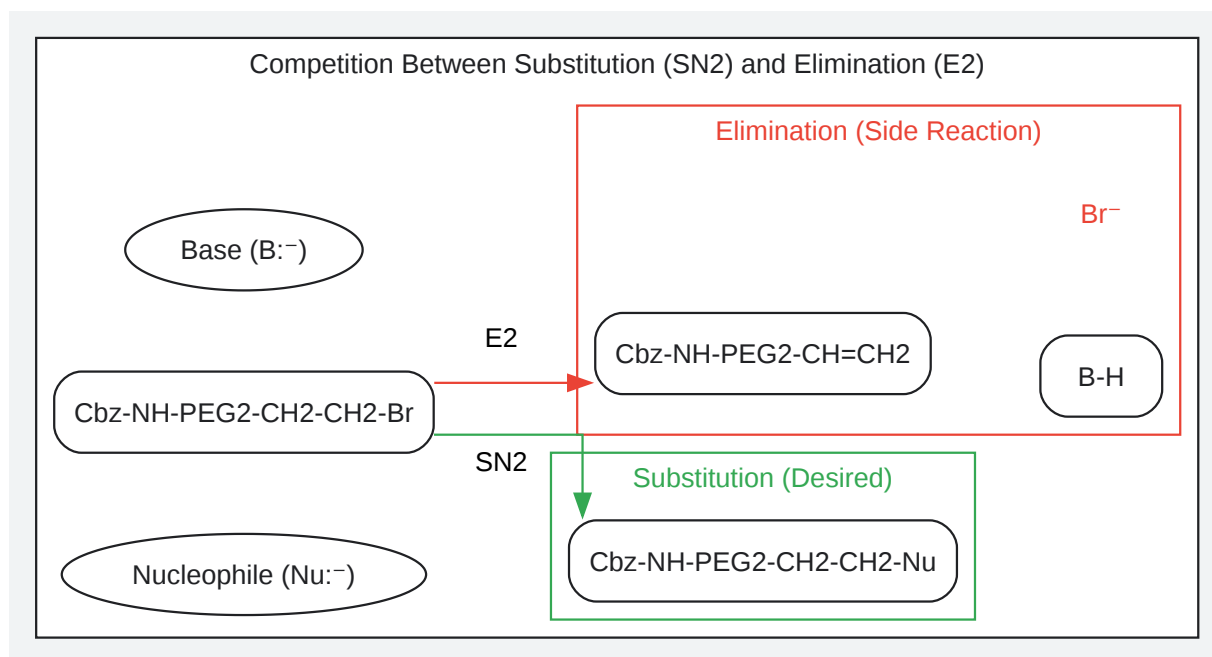 Competition Between Substitution (SN2) and Elimination (E2)
Elimination (Side Reaction)
Br⁻
Base (B:⁻)
E2
Cbz-NH-PEG2-CH=CH2
B-H
Cbz-NH-PEG2-CH2-CH2-Br
SN2
Substitution (Desired)
Cbz-NH-PEG2-CH2-CH2-Nu
Nucleophile (Nu:⁻)